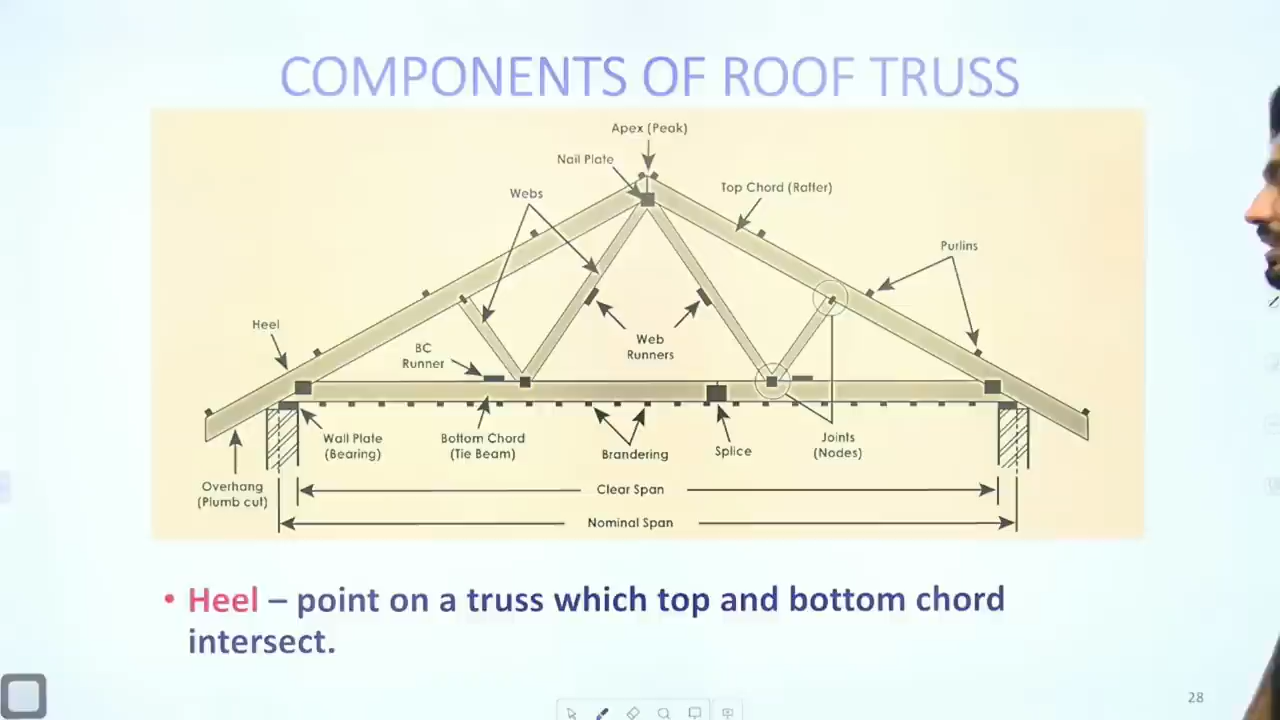 COMPONENTS OF ROOF TRUSS
Apex (Peak)
Nail Plate
Webs
Top Chord (Rafter)
Purlins
Heel
BC
Runner
Web
Runners
Wall Plate
(Bearing)
Bottom Chord
(Tie Beam)
Brandering
Splice
Joints
(Nodes)
Overhang
(Plumb cut)
Clear Span
Nominal Span
• Heel – point on a truss which top and bottom chord
intersect.
28